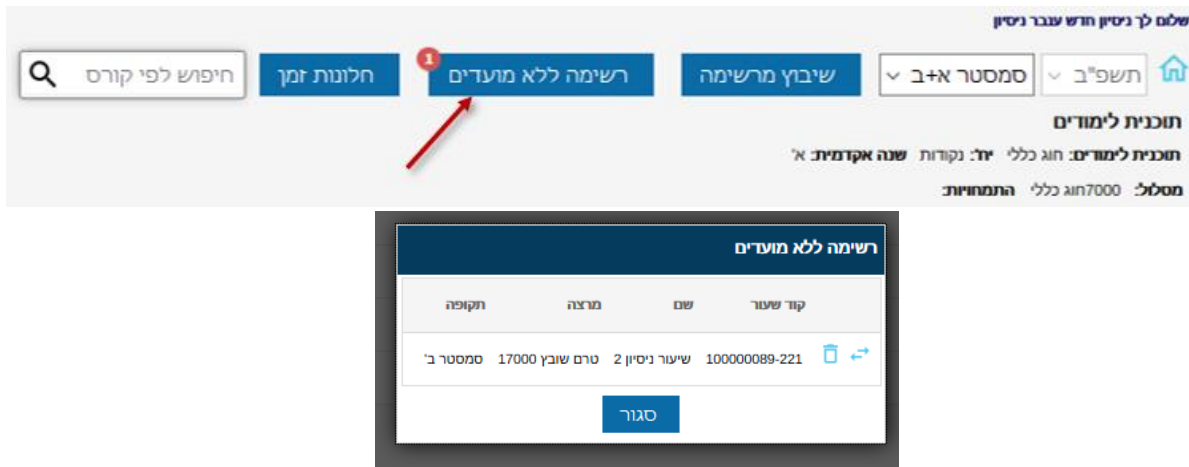 שלום לך ניסיון חדש ענבר ניסיון
תשפ"ב סמסטר א+ב שיבוץ מרשימה רשימה ללא מועדים 1 חלונות זמן חיפוש לפי קורס
תוכנית לימודים
תוכנית לימודים: חוג כללי יח': נקודות שנה אקדמית: א'
מסלול: 7000חוג כללי התמחויות:
רשימה ללא מועדים
קוד שעור שם מרצה תקופה
100000089-221 שיעור ניסיון 2 טרם שובץ 17000 סמסטר ב'
סגור